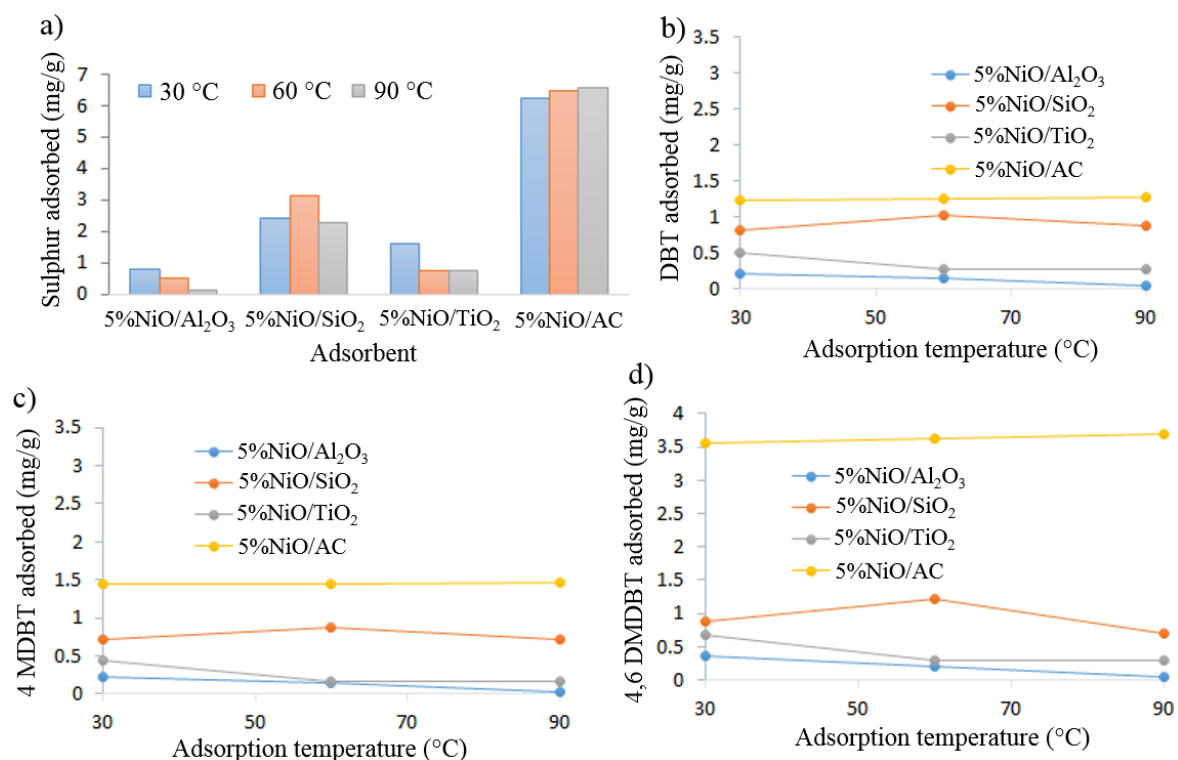 a)
Sulphur adsorbed (mg/g)
7
6
5
4
3
2
1
0
30 °C 60 °C 90 °C
5%NiO/Al₂O₃ 5%NiO/SiO₂ 5%NiO/TiO₂ 5%NiO/AC
Adsorbent
b)
DBT adsorbed (mg/g)
3.5
3
2.5
2
1.5
1
0.5
0
5%NiO/Al₂O₃
5%NiO/SiO₂
5%NiO/TiO₂
5%NiO/AC
30 50 70 90
Adsorption temperature (°C)
c)
4 MDBT adsorbed (mg/g)
3.5
3
2.5
2
1.5
1
0.5
0
5%NiO/Al₂O₃
5%NiO/SiO₂
5%NiO/TiO₂
5%NiO/AC
30 50 70 90
Adsorption temperature (°C)
d)
4,6 DMDBT adsorbed (mg/g)
4
3.5
3
2.5
2
1.5
1
0.5
0
5%NiO/Al₂O₃
5%NiO/SiO₂
5%NiO/TiO₂
5%NiO/AC
30 50 70 90
Adsorption temperature (°C)